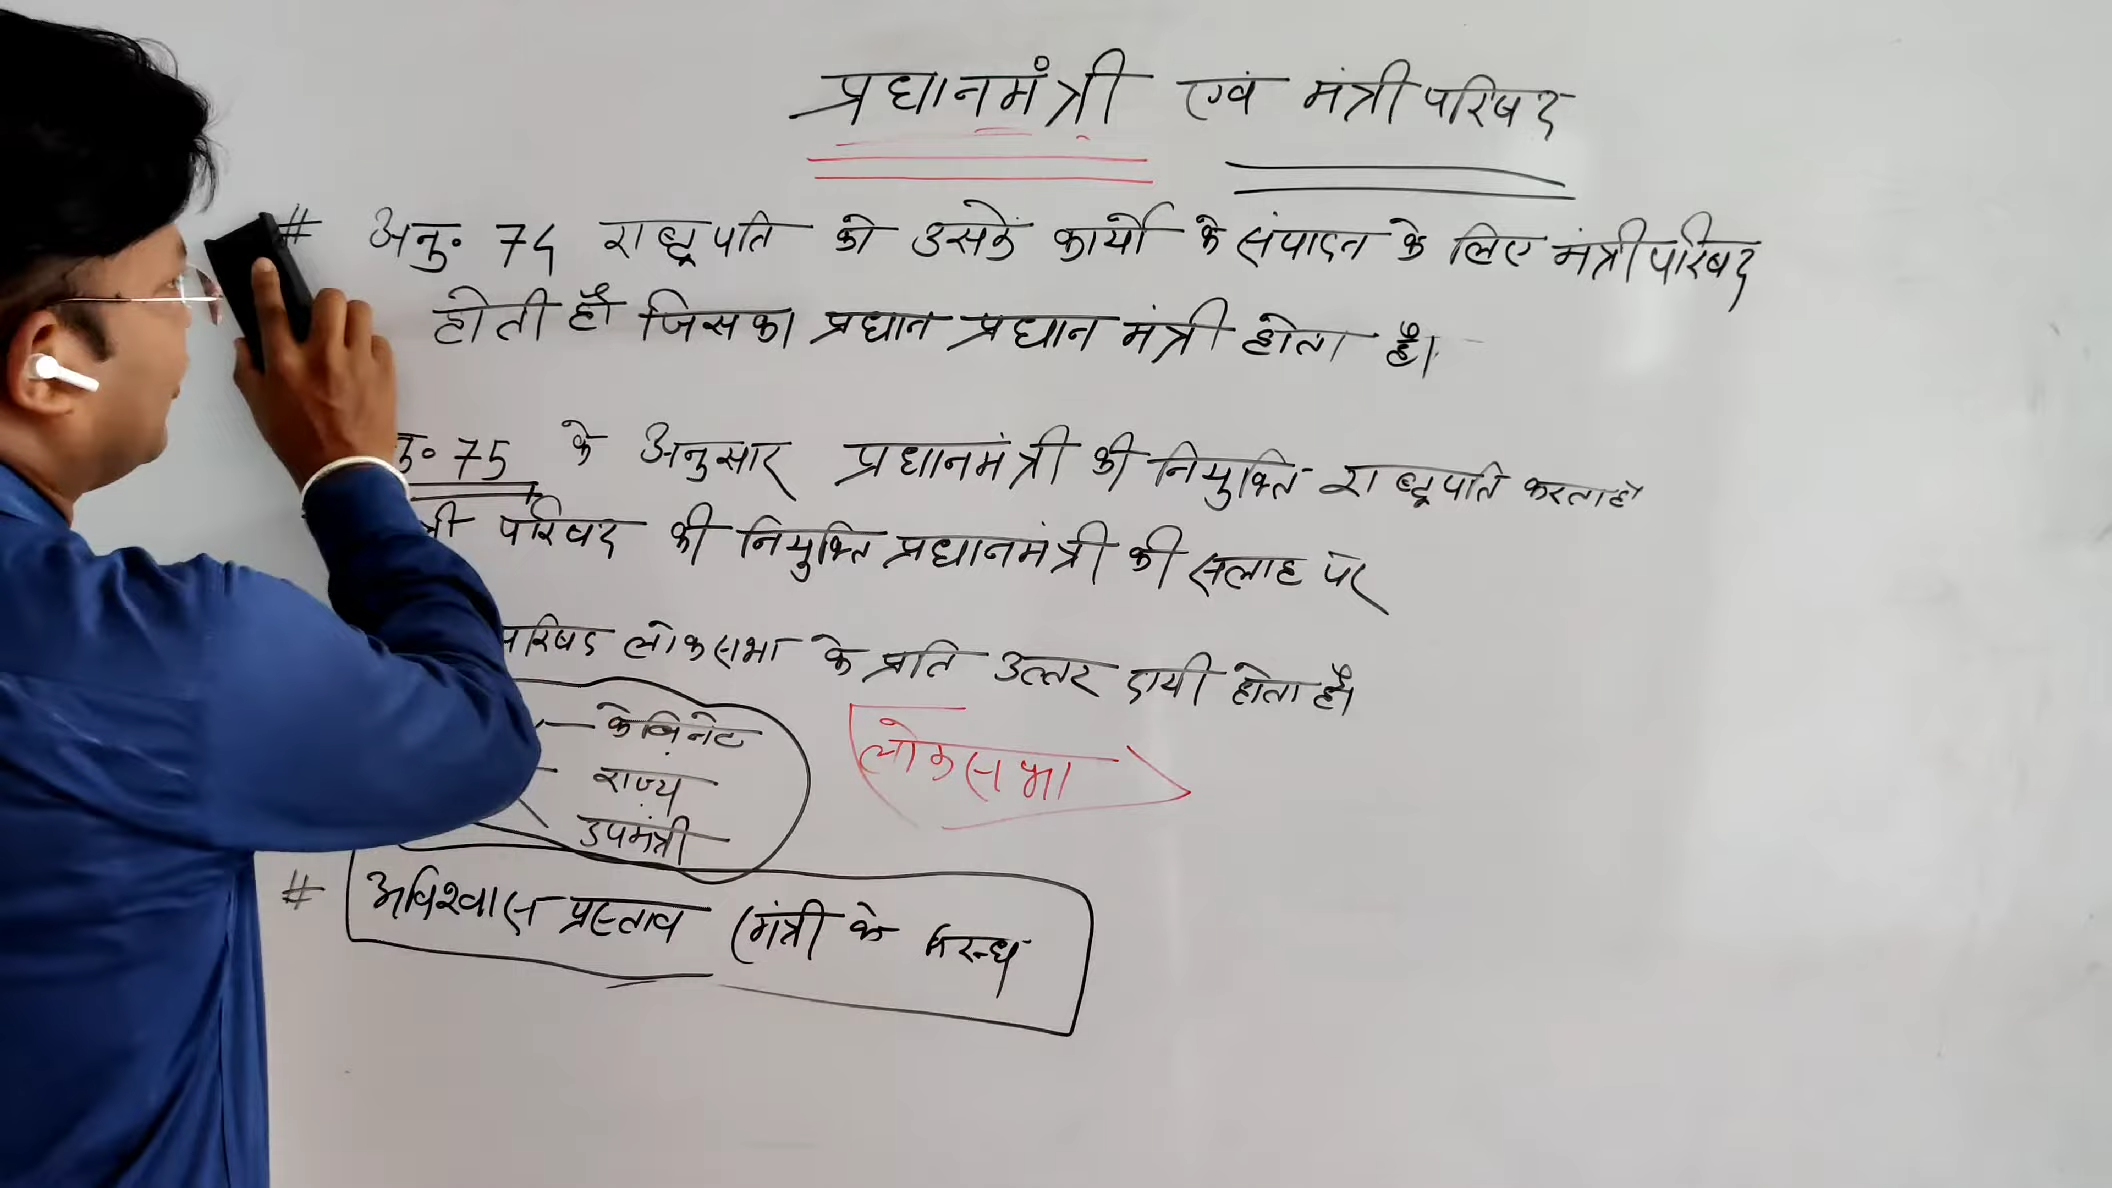 प्रधानमंत्री एवं मंत्रीपरिषद
# अनु॰ 74 राष्ट्रपति को उसके कार्यो के संपादन के लिए मंत्रीपरिषद
होती है जिसका प्रधान प्रधान मंत्री होता है।
नु॰ 75 के अनुसार प्रधानमंत्री की नियुक्ति राष्ट्रपति करता है
त्री परिषद की नियुक्ति प्रधानमंत्री की सलाह पर
परिषद लोकसभा के प्रति उत्तर दायी होता है।
केबिनेट
राज्य
उपमंत्री
लोकसभा
# अविश्वास प्रस्ताव (मंत्री के